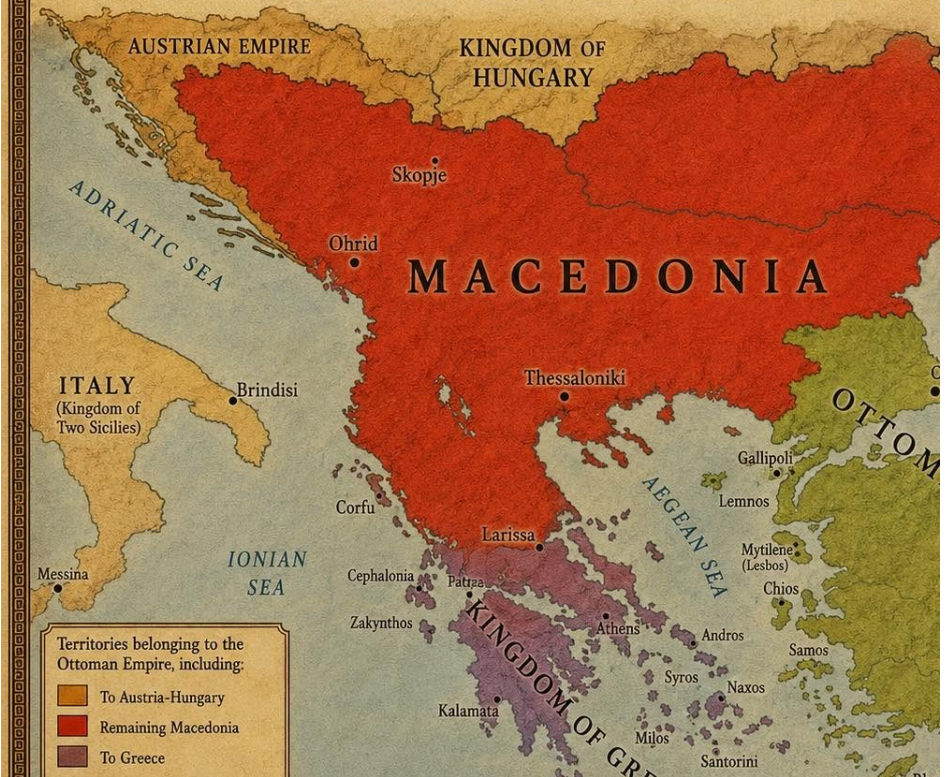 AUSTRIAN EMPIRE
KINGDOM OF
HUNGARY
Skopje
ADRIATIC SEA
Ohrid
MACEDONIA
ITALY
(Kingdom of
Two Sicilies)
Brindisi
Thessaloniki
OTTOM
Gallipoli
Lemnos
AEGEAN SEA
Corfu
Larissa
IONIAN
SEA
Mytilene
(Lesbos)
Messina
Cephalonia
Chios
Zakynthos
Athens
Andros
Samos
Syros
Naxos
KINGDOM OF GRE
Kalamata
Milos
Santorini
Territories belonging to the
Ottoman Empire, including:
To Austria-Hungary
Remaining Macedonia
To Greece